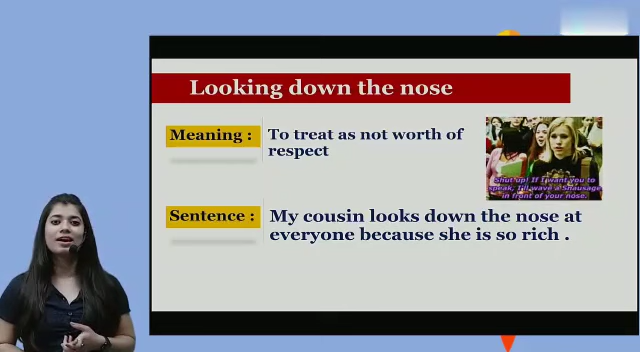 Looking down the nose
Meaning :
To treat as not worth of
respect
Shut up! If I want you to
speak, I'll wave a Snausage
in front of your nose.
Sentence :
My cousin looks down the nose at
everyone because she is so rich .